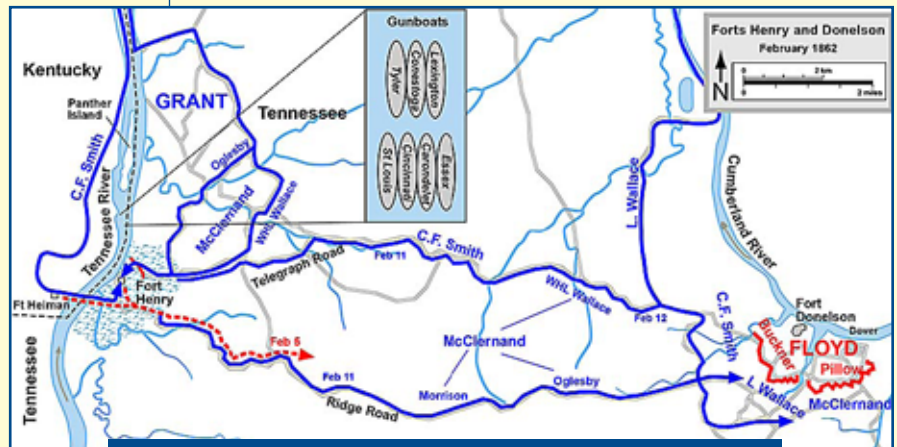 Gunboats
Tyler
Conestoga
Lexington
St Louis
Cincinnati
Carondelet
Essex
Forts Henry and Donelson
February 1862
0 2 km
0 2 miles
N
Kentucky
GRANT
Tennessee
Panther
Island
C.F. Smith
Tennessee River
Oglesby
McClernand
WHL Wallace
L. Wallace
Cumberland River
C.F. Smith
Feb 11
Telegraph Road
Fort
Henry
Ft Heiman
WHL Wallace
Feb 12
C.F. Smith
Fort
Donelson
Dover
Buckner
FLOYD
Pillow
Feb 6
McClernand
Feb 11
Morrison
Oglesby
Ridge Road
L Wallace
McClernand
Tennessee